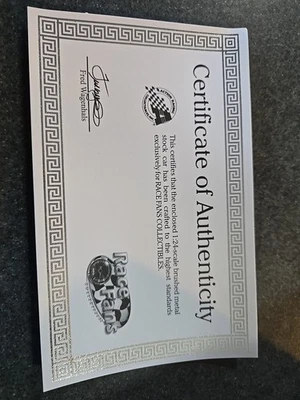 Certificate of Authenticity
This certifies that the enclosed 1:24-scale brushed metal
stock car has been crafted to the highest standards
exclusively for RACE FANS COLLECTIBLES.
Fred Wagenhals
Race
Fans